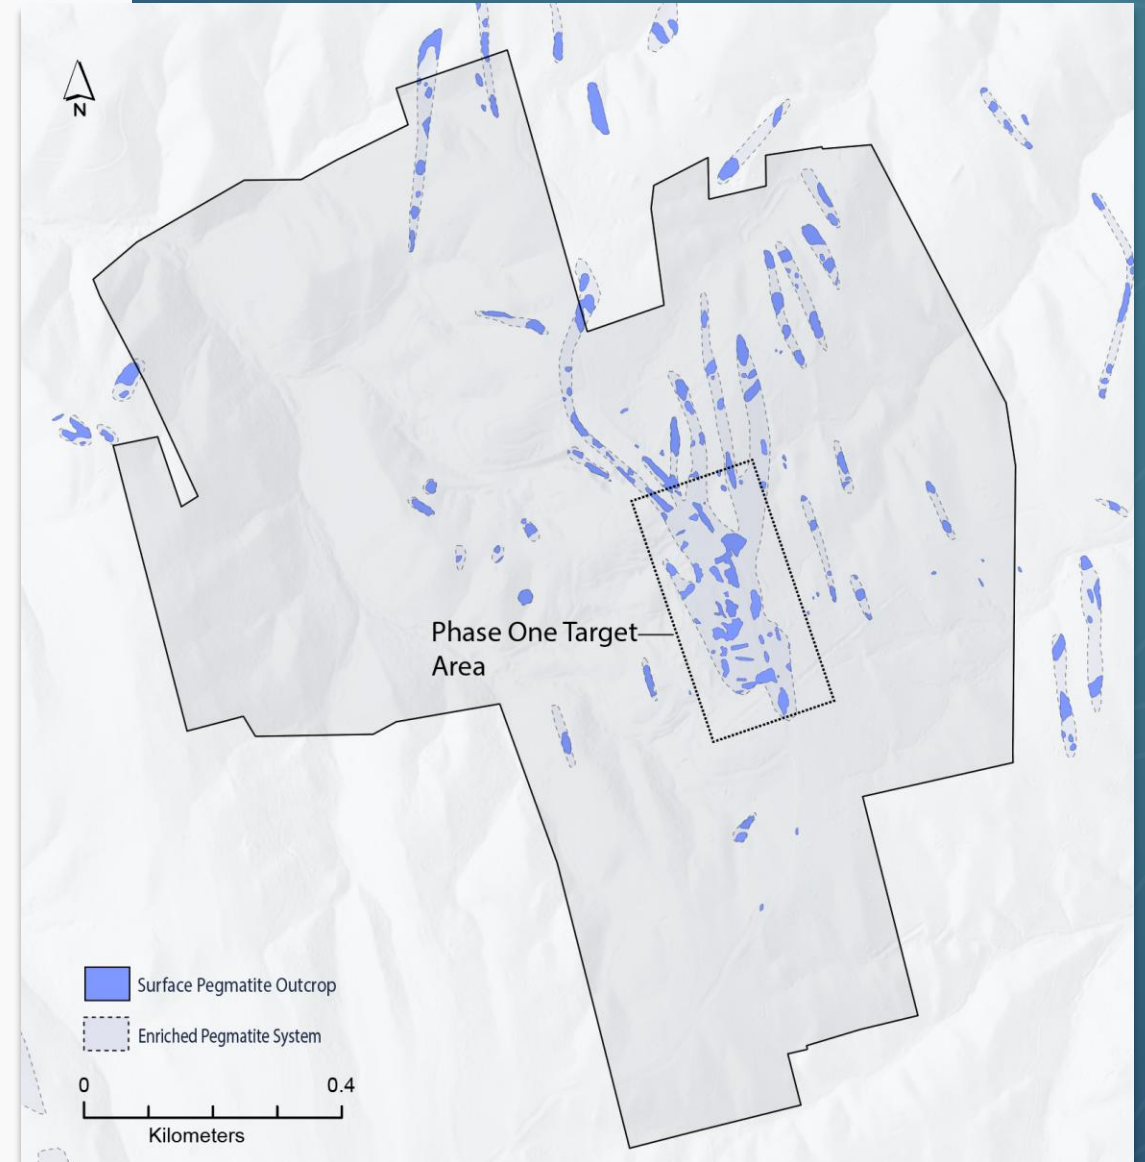 N
Phase One Target
Area
Surface Pegmatite Outcrop
Enriched Pegmatite System
0 0.4
Kilometers